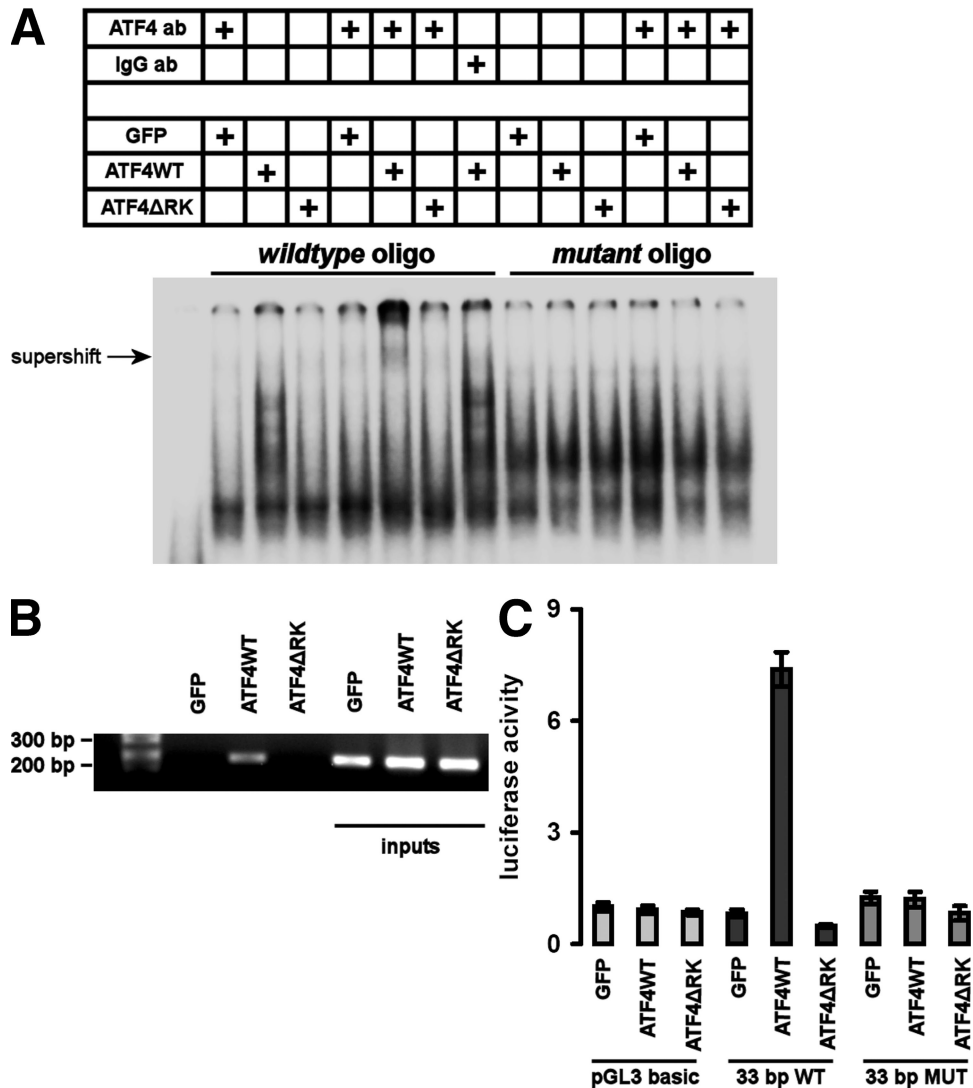 A
ATF4 ab + + + + + + +
IgG ab +
GFP + + + +
ATF4WT + + + + +
ATF4ΔRK + + + +
wildtype oligo mutant oligo
supershift
B
GFP ATF4WT ATF4ΔRK GFP ATF4WT ATF4ΔRK
300 bp
200 bp
inputs
C
luciferase acivity
9
6
3
0
GFP ATF4WT ATF4ΔRK GFP ATF4WT ATF4ΔRK GFP ATF4WT ATF4ΔRK
pGL3 basic 33 bp WT 33 bp MUT